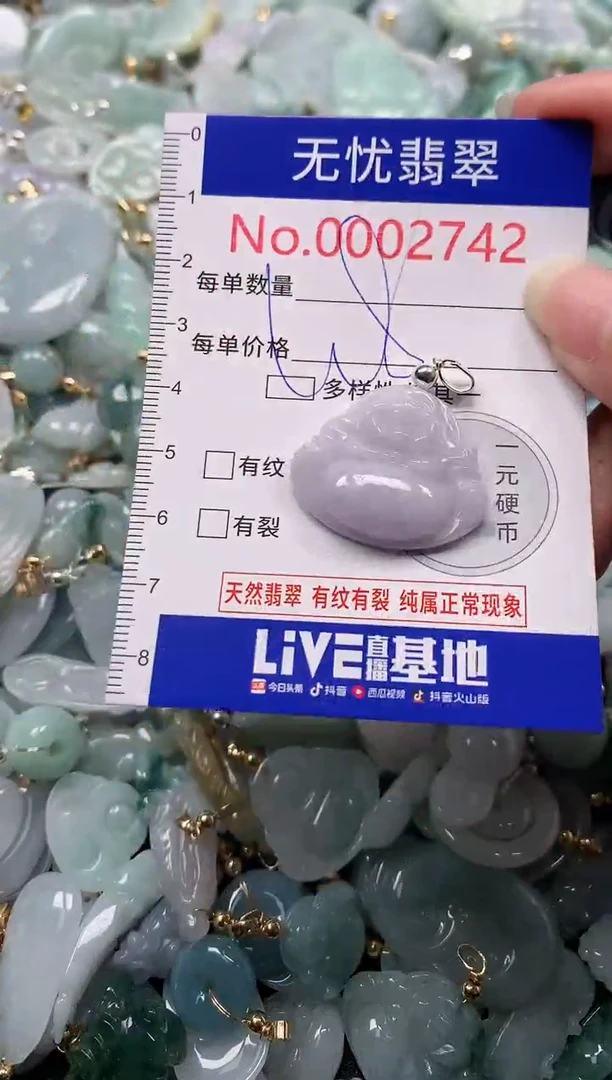 无忧翡翠
No.0002742
每单数量
每单价格
多样性
有纹
有裂
一元硬币
天然翡翠 有纹有裂 纯属正常现象
LiVE直播基地
头条 今日头条 抖音 西瓜视频 抖音火山版
0
1
2
3
4
5
6
7
8